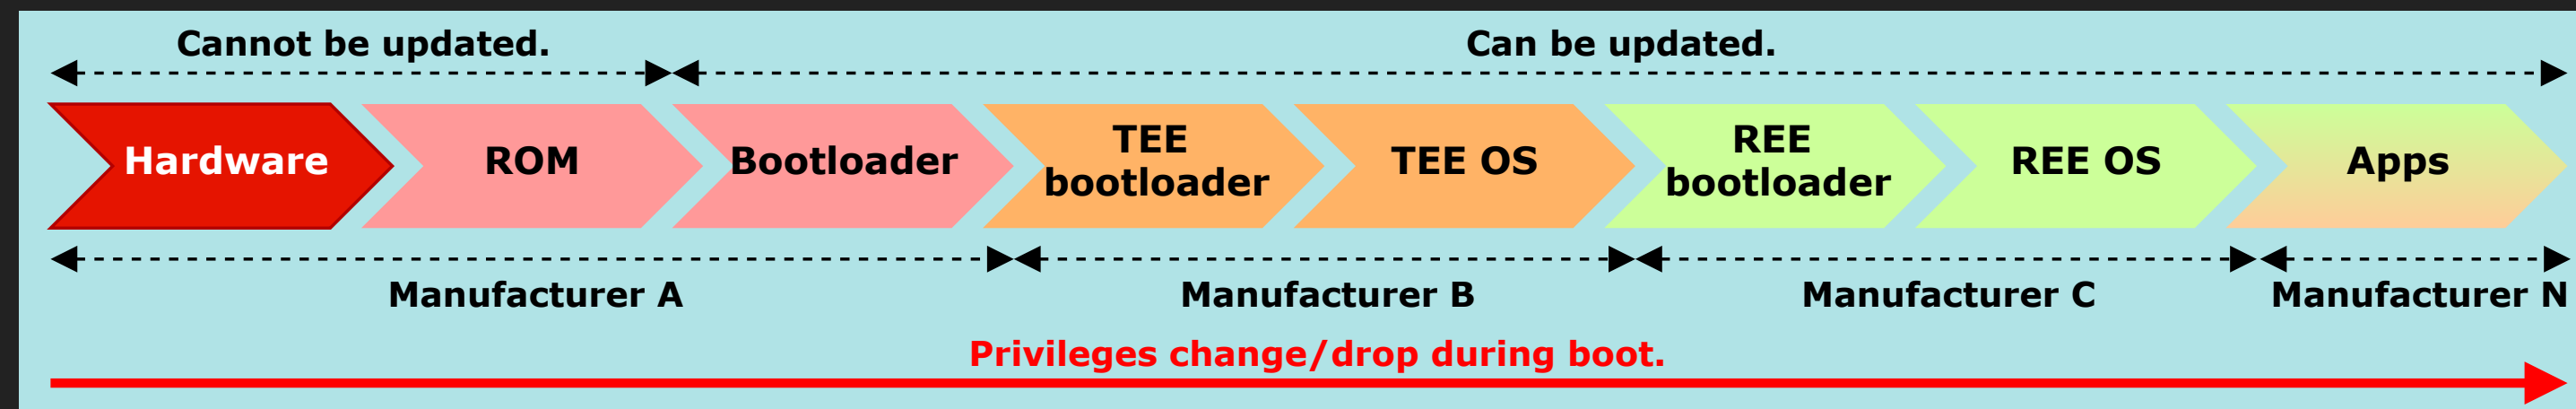 Cannot be updated.
Can be updated.
Hardware
ROM
Bootloader
TEE
bootloader
TEE OS
REE
bootloader
REE OS
Apps
Manufacturer A
Manufacturer B
Manufacturer C
Manufacturer N
Privileges change/drop during boot.